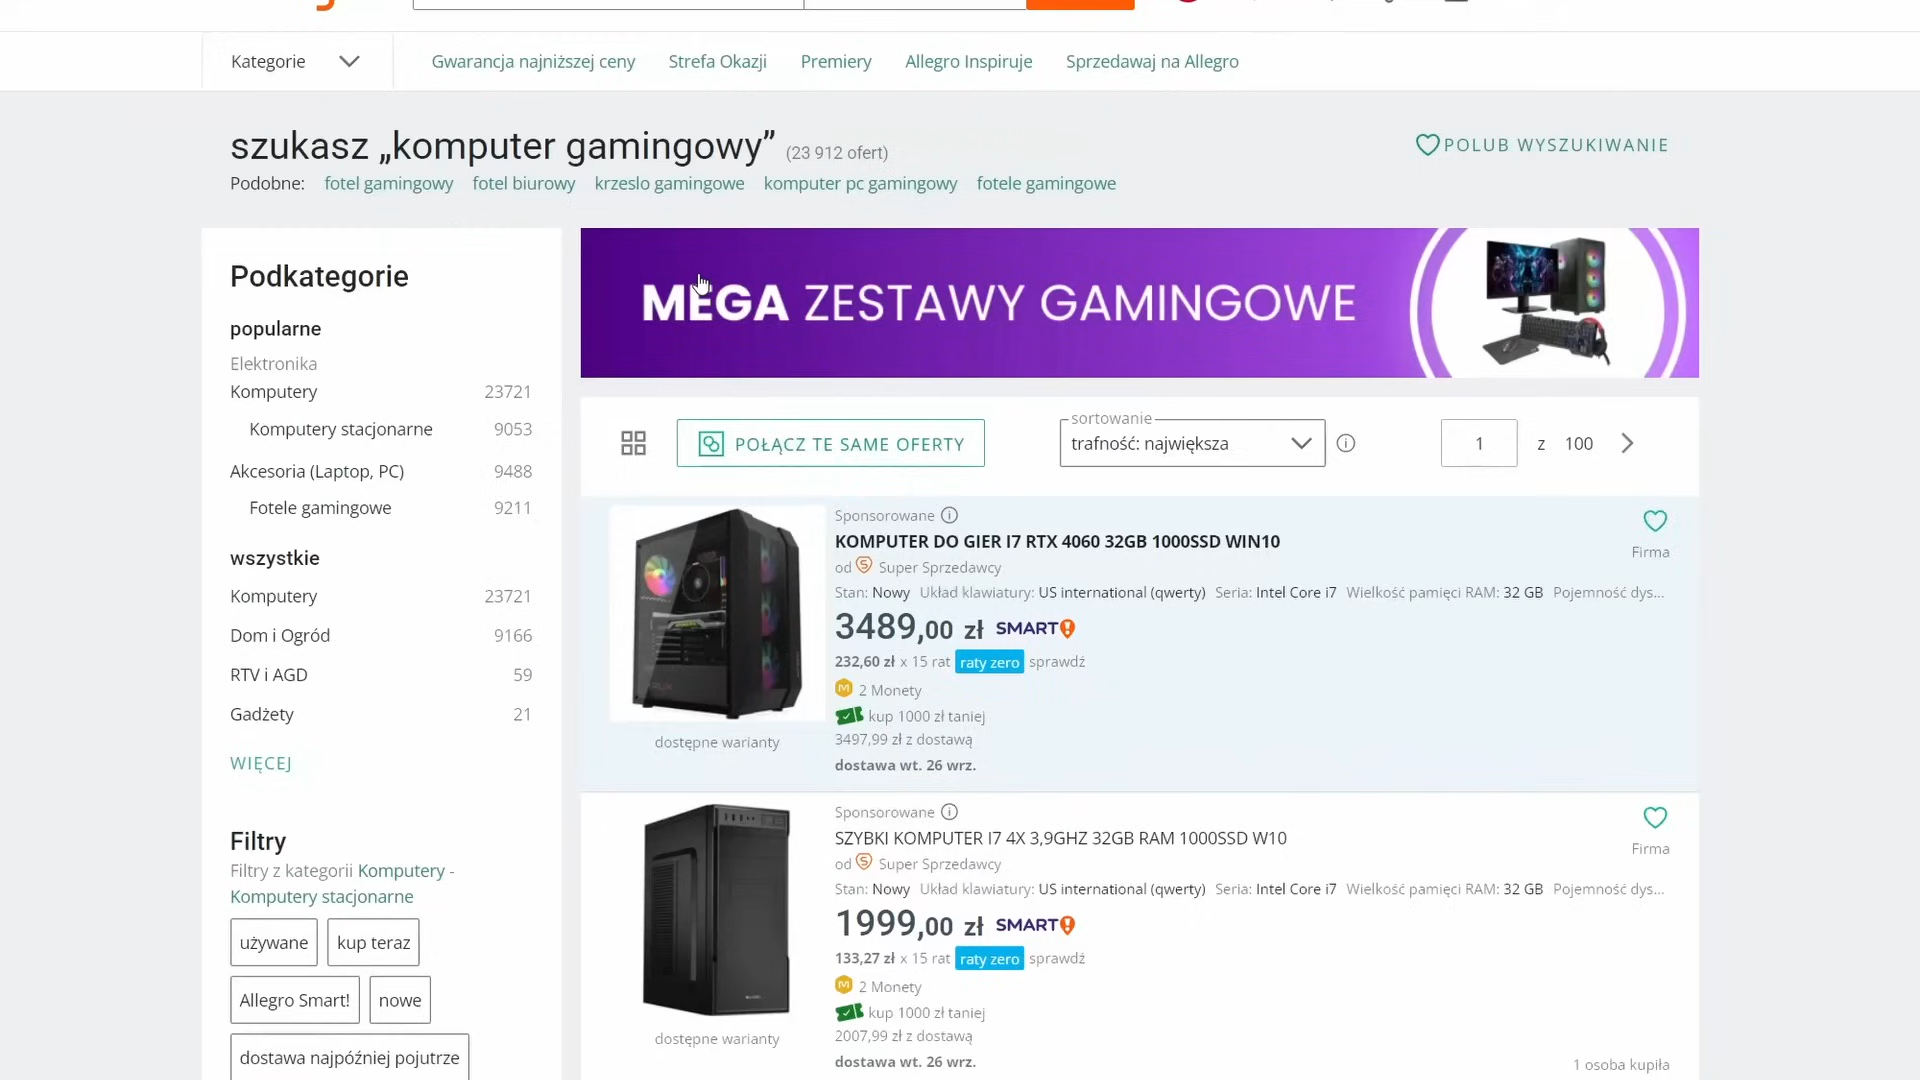 Kategorie
Gwarancja najniższej ceny
Strefa Okazji
Premiery
Allegro Inspiruje
Sprzedawaj na Allegro
szukasz „komputer gamingowy” (23 912 ofert)
POLUB WYSZUKIWANIE
Podobne: fotel gamingowy fotel biurowy krzeslo gamingowe komputer pc gamingowy fotele gamingowe
Podkategorie
popularne
Elektronika
Komputery 23721
Komputery stacjonarne 9053
Akcesoria (Laptop, PC) 9488
Fotele gamingowe 9211
wszystkie
Komputery 23721
Dom i Ogród 9166
RTV i AGD 59
Gadżety 21
WIĘCEJ
Filtry
Filtry z kategorii Komputery -
Komputery stacjonarne
używane
kup teraz
Allegro Smart!
nowe
dostawa najpóźniej pojutrze
MEGA ZESTAWY GAMINGOWE
POŁĄCZ TE SAME OFERTY
sortowanie
trafność: największa
1 z 100
Sponsorowane
KOMPUTER DO GIER I7 RTX 4060 32GB 1000SSD WIN10
Firma
od Super Sprzedawcy
Stan: Nowy Układ klawiatury: US international (qwerty) Seria: Intel Core i7 Wielkość pamięci RAM: 32 GB Pojemność dys...
3489,00 zł SMART!
232,60 zł x 15 rat raty zero sprawdź
M 2 Monety
kup 1000 zł taniej
3497,99 zł z dostawą
dostawa wt. 26 wrz.
dostępne warianty
Sponsorowane
SZYBKI KOMPUTER I7 4X 3,9GHZ 32GB RAM 1000SSD W10
Firma
od Super Sprzedawcy
Stan: Nowy Układ klawiatury: US international (qwerty) Seria: Intel Core i7 Wielkość pamięci RAM: 32 GB Pojemność dys...
1999,00 zł SMART!
133,27 zł x 15 rat raty zero sprawdź
M 2 Monety
kup 1000 zł taniej
2007,99 zł z dostawą
dostawa wt. 26 wrz.
dostępne warianty
1 osoba kupiła